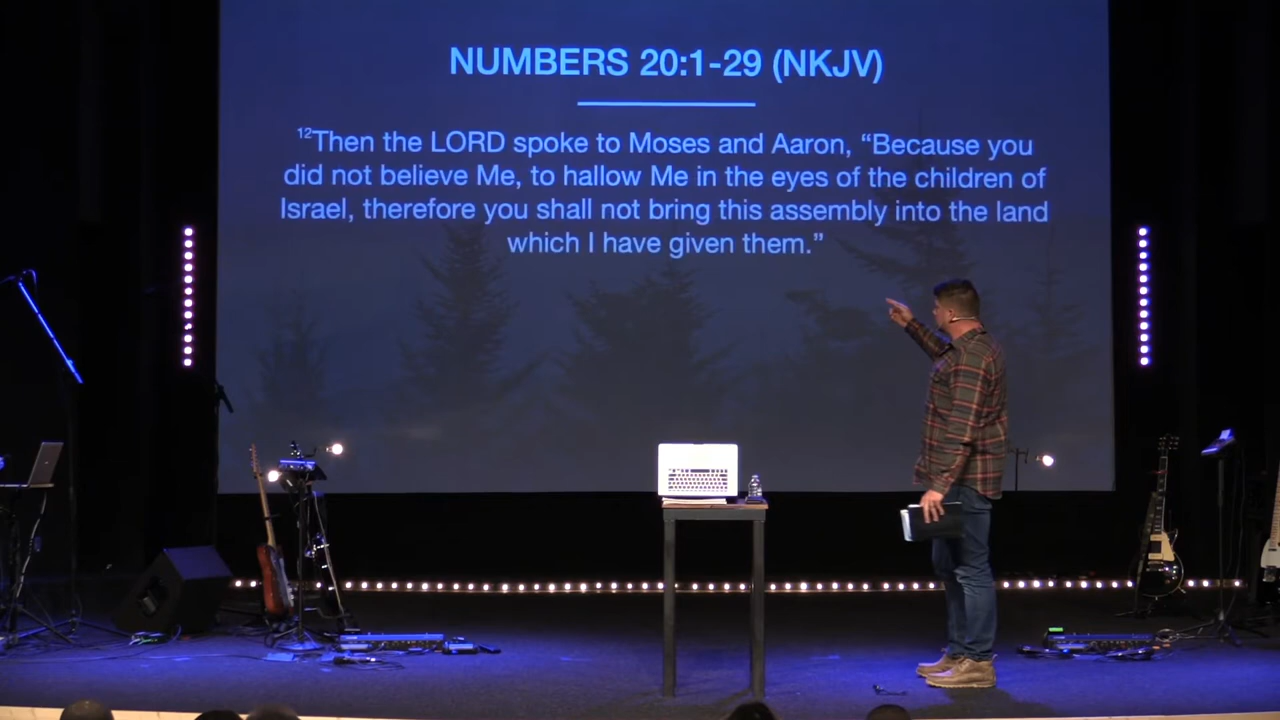 NUMBERS 20:1-29 (NKJV)
¹²Then the LORD spoke to Moses and Aaron, “Because you
did not believe Me, to hallow Me in the eyes of the children of
Israel, therefore you shall not bring this assembly into the land
which I have given them.”